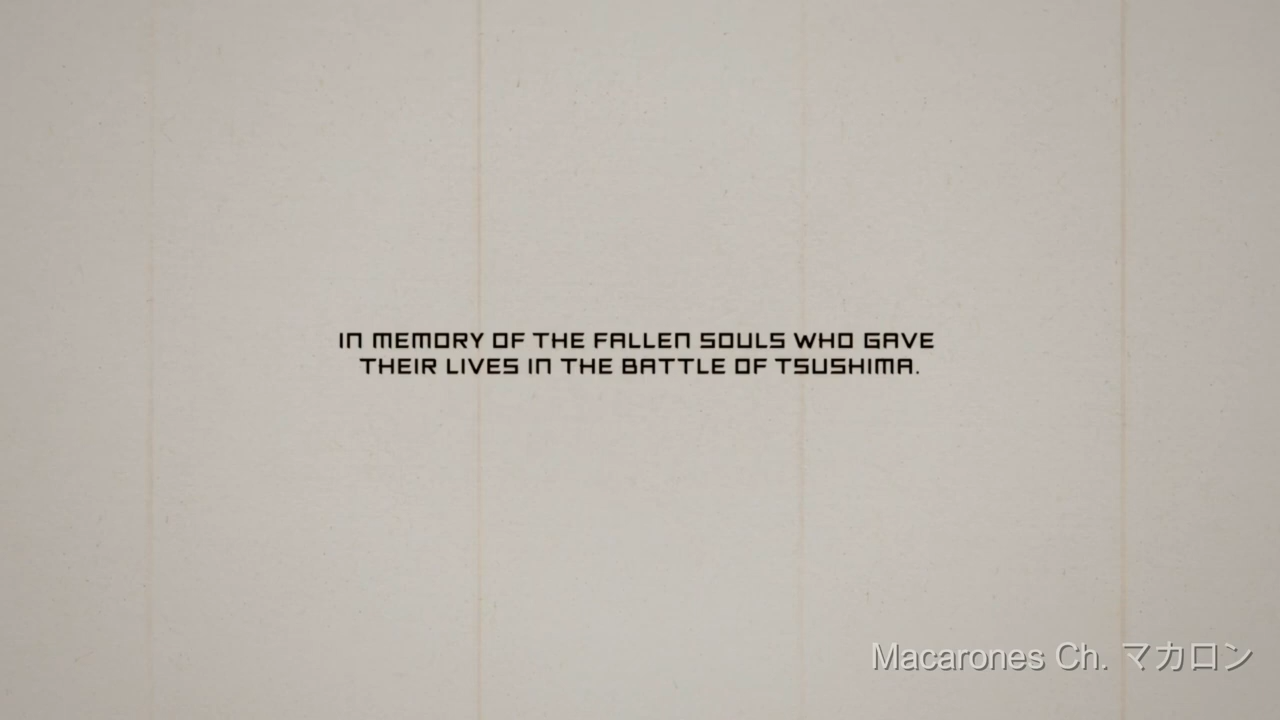 IN MEMORY OF THE FALLEN SOULS WHO GAVE
THEIR LIVES IN THE BATTLE OF TSUSHIMA.
Macarones Ch. マカロン